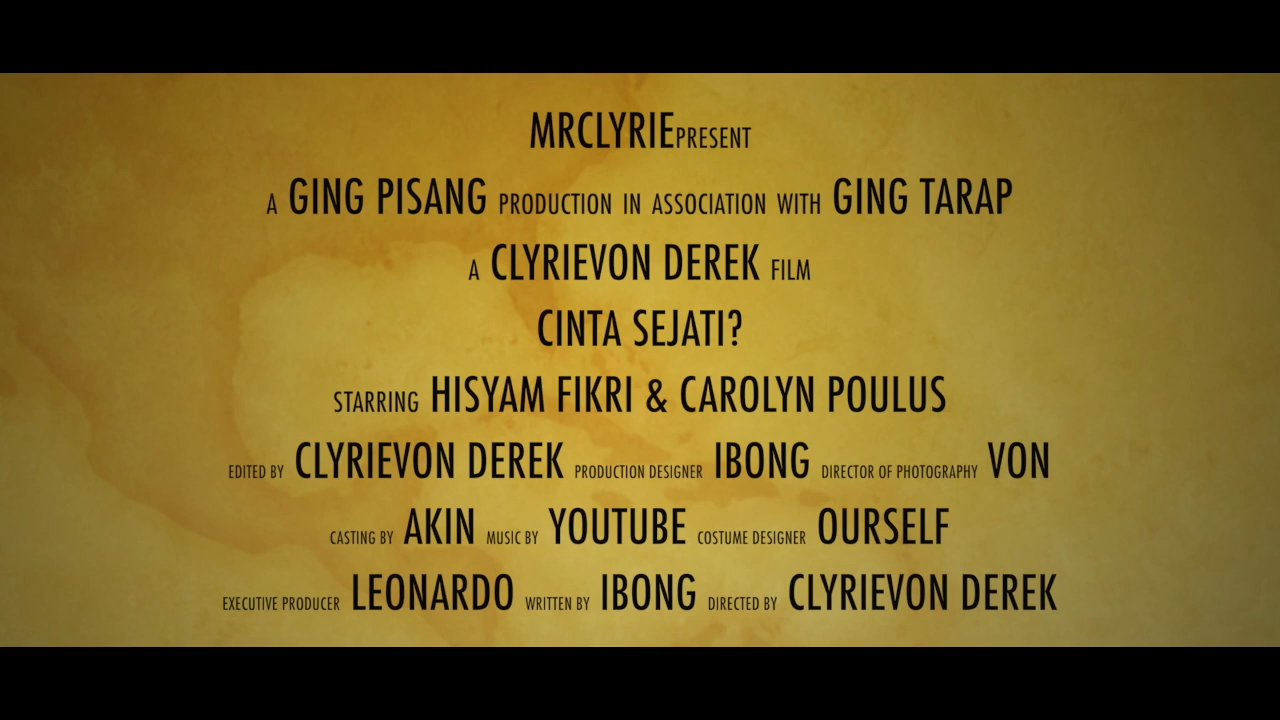 MRCLYRIE PRESENT
A GING PISANG PRODUCTION IN ASSOCIATION WITH GING TARAP
A CLYRIEVON DEREK FILM
CINTA SEJATI?
STARRING HISYAM FIKRI & CAROLYN POULUS
EDITED BY CLYRIEVON DEREK PRODUCTION DESIGNER IBONG DIRECTOR OF PHOTOGRAPHY VON
CASTING BY AKIN MUSIC BY YOUTUBE COSTUME DESIGNER OURSELF
EXECUTIVE PRODUCER LEONARDO WRITTEN BY IBONG DIRECTED BY CLYRIEVON DEREK